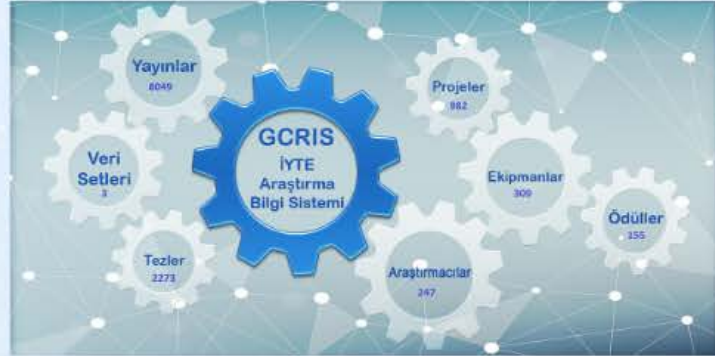 Yayınlar
8049
Projeler
982
GCRIS
İYTE
Araştırma
Bilgi Sistemi
Veri
Setleri
3
Ekipmanlar
309
Ödüller
155
Tezler
2273
Araştırmacılar
247